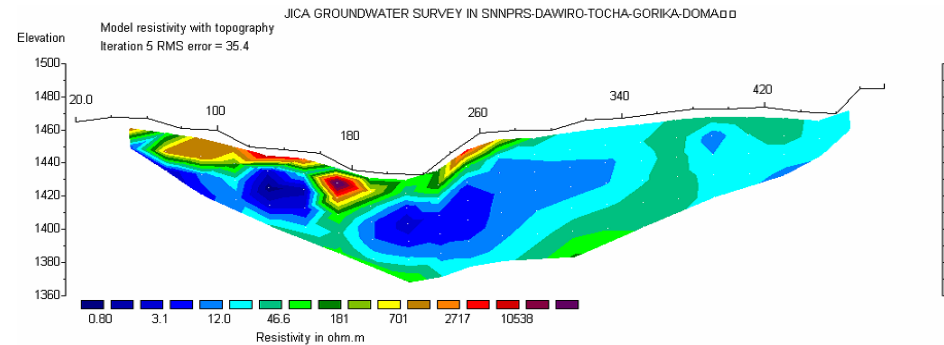 JICA GROUNDWATER SURVEY IN SNNPRS-DAWIRO-TOCHA-GORIKA-DOMA□□
Model resistivity with topography
Elevation
Iteration 5 RMS error = 35.4
1500
1480
1460
1440
1420
1400
1380
1360
20.0
100
180
260
340
420
0.80 3.1 12.0 46.6 181 701 2717 10538
Resistivity in ohm.m